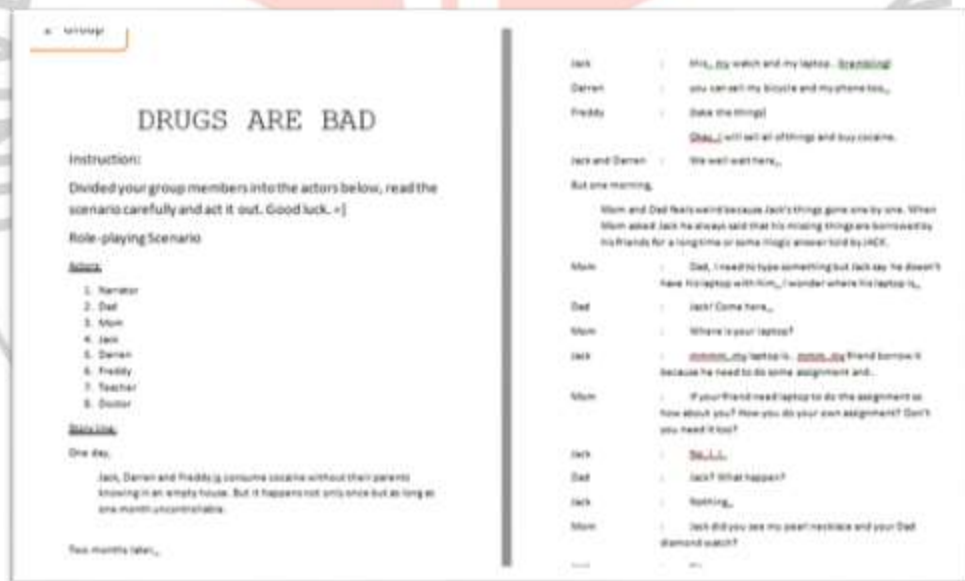 Group
DRUGS ARE BAD
Instruction:
Divided your group members into the actors below, read the
scenario carefully and act it out. Good luck. =]
Role-playing Scenario
Actors:
1. Narrator
2. Dad
3. Mom
4. Jack
5. Darren
6. Freddy
7. Teacher
8. Doctor
Story Line:
One day,
Jack, Darren and Freddy is consume cocaine without their parents
knowing in an empty house. But it happens not only once but as long as
one month uncontrollable.
Two months later,,
Jack : this,, my watch and my laptop.. (trembling)
Darren : you can sell my bicycle and my phone too,,
Freddy : (take the things)
Okay, I will sell all of things and buy cocaine.
Jack and Darren : We well wait here,,
But one morning,
Mom and Dad feels weird because Jack's things gone one by one. When
Mom asked Jack he always said that his missing things are borrowed by
his friends for a long time or some illogic answer told by JACK.
Mom : Dad, I need to type something but Jack say he doesn't
have his laptop with him,, I wonder where his laptop is,,
Dad : Jack! Come here,,
Mom : Where is your laptop?
Jack : mmmm,, my laptop is.. mmm,, my friend borrow it
because he need to do some assignment and..
Mom : If your friend need laptop to do the assignment so
how about you? How you do your own assignment? Don't
you need it too?
Jack :
Dad : Jack? What happen?
Jack : Nothing,,
Mom : Jack did you see my pearl necklace and your Dad
diamond watch?